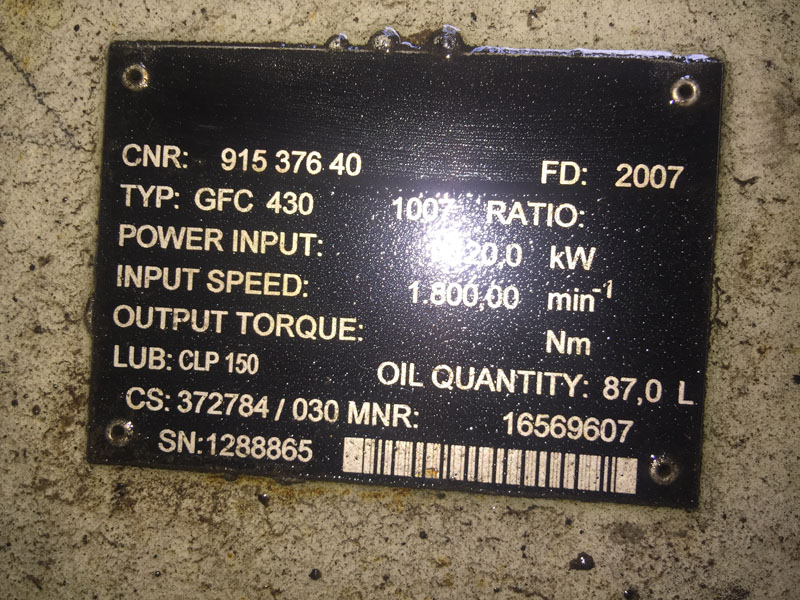 CNR: 915 376 40 FD: 2007
TYP: GFC 430 1007 RATIO:
POWER INPUT: kW
INPUT SPEED: 1.800,00 min-1
OUTPUT TORQUE: Nm
LUB: CLP 150 OIL QUANTITY: 87,0 L
CS: 372784 / 030 MNR: 16569607
SN:1288865